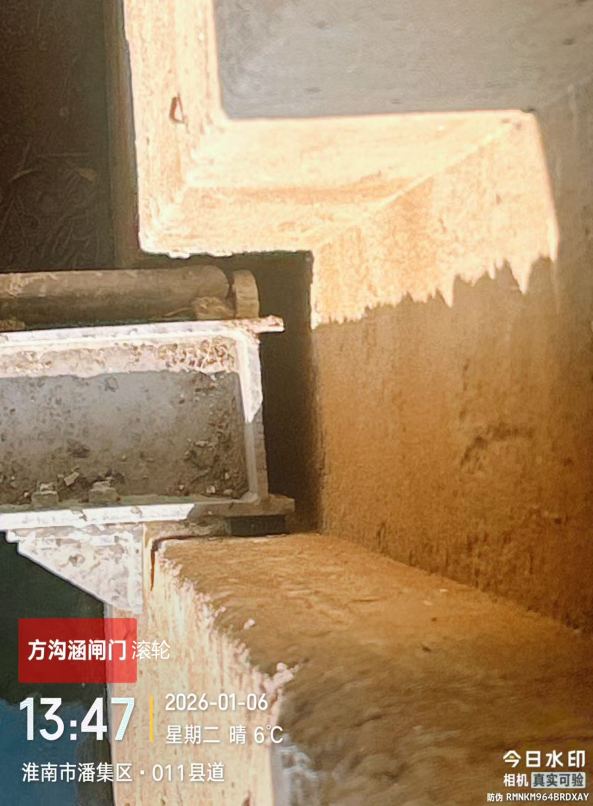 方沟涵闸门 滚轮
13:47
2026-01-06
星期二 晴 6℃
淮南市潘集区·011县道
今日水印
相机 真实可验
防伪 RMNKM964BRDXAY